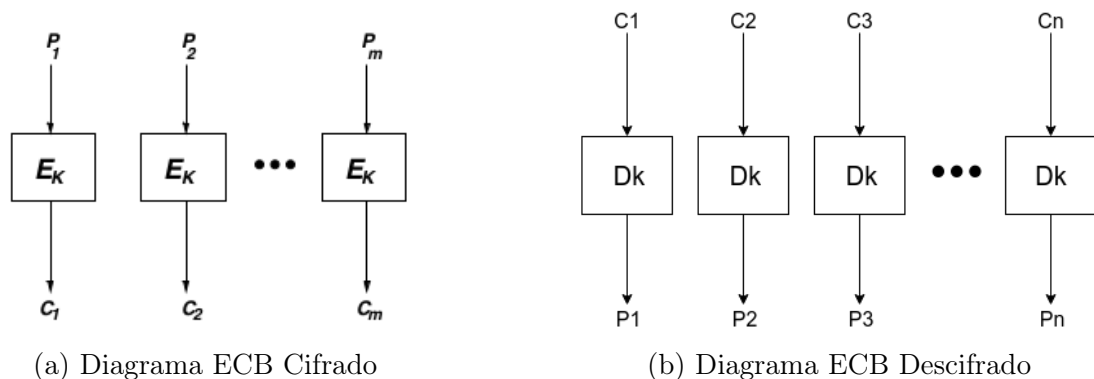 P1 P2 Pm
EK EK ••• EK
C1 C2 Cm
(a) Diagrama ECB Cifrado
C1 C2 C3 Cn
Dk Dk Dk ••• Dk
P1 P2 P3 Pn
(b) Diagrama ECB Descifrado